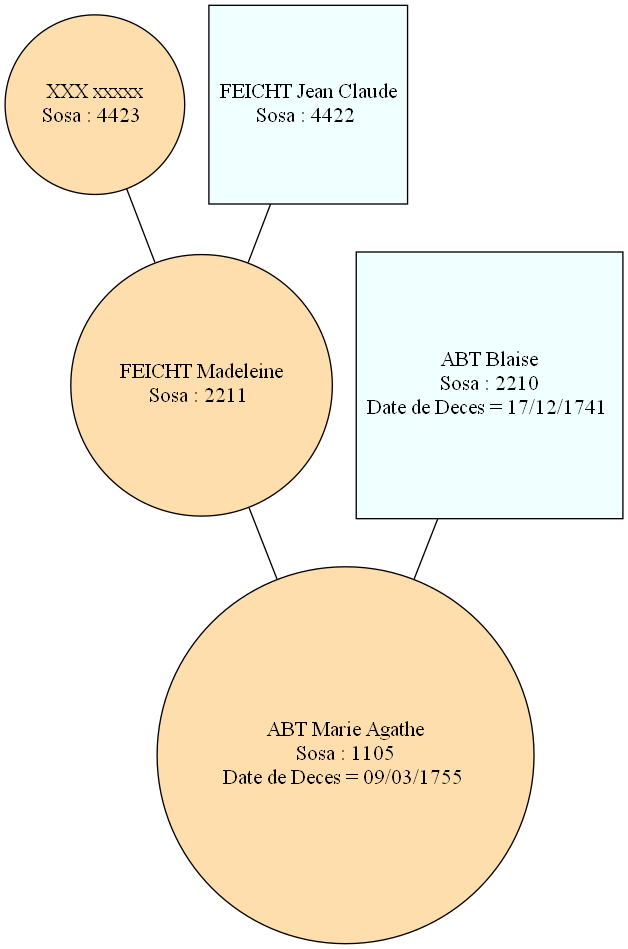 XXX xxxxx
Sosa : 4423
FEICHT Jean Claude
Sosa : 4422
FEICHT Madeleine
Sosa : 2211
ABT Blaise
Sosa : 2210
Date de Deces = 17/12/1741
ABT Marie Agathe
Sosa : 1105
Date de Deces = 09/03/1755